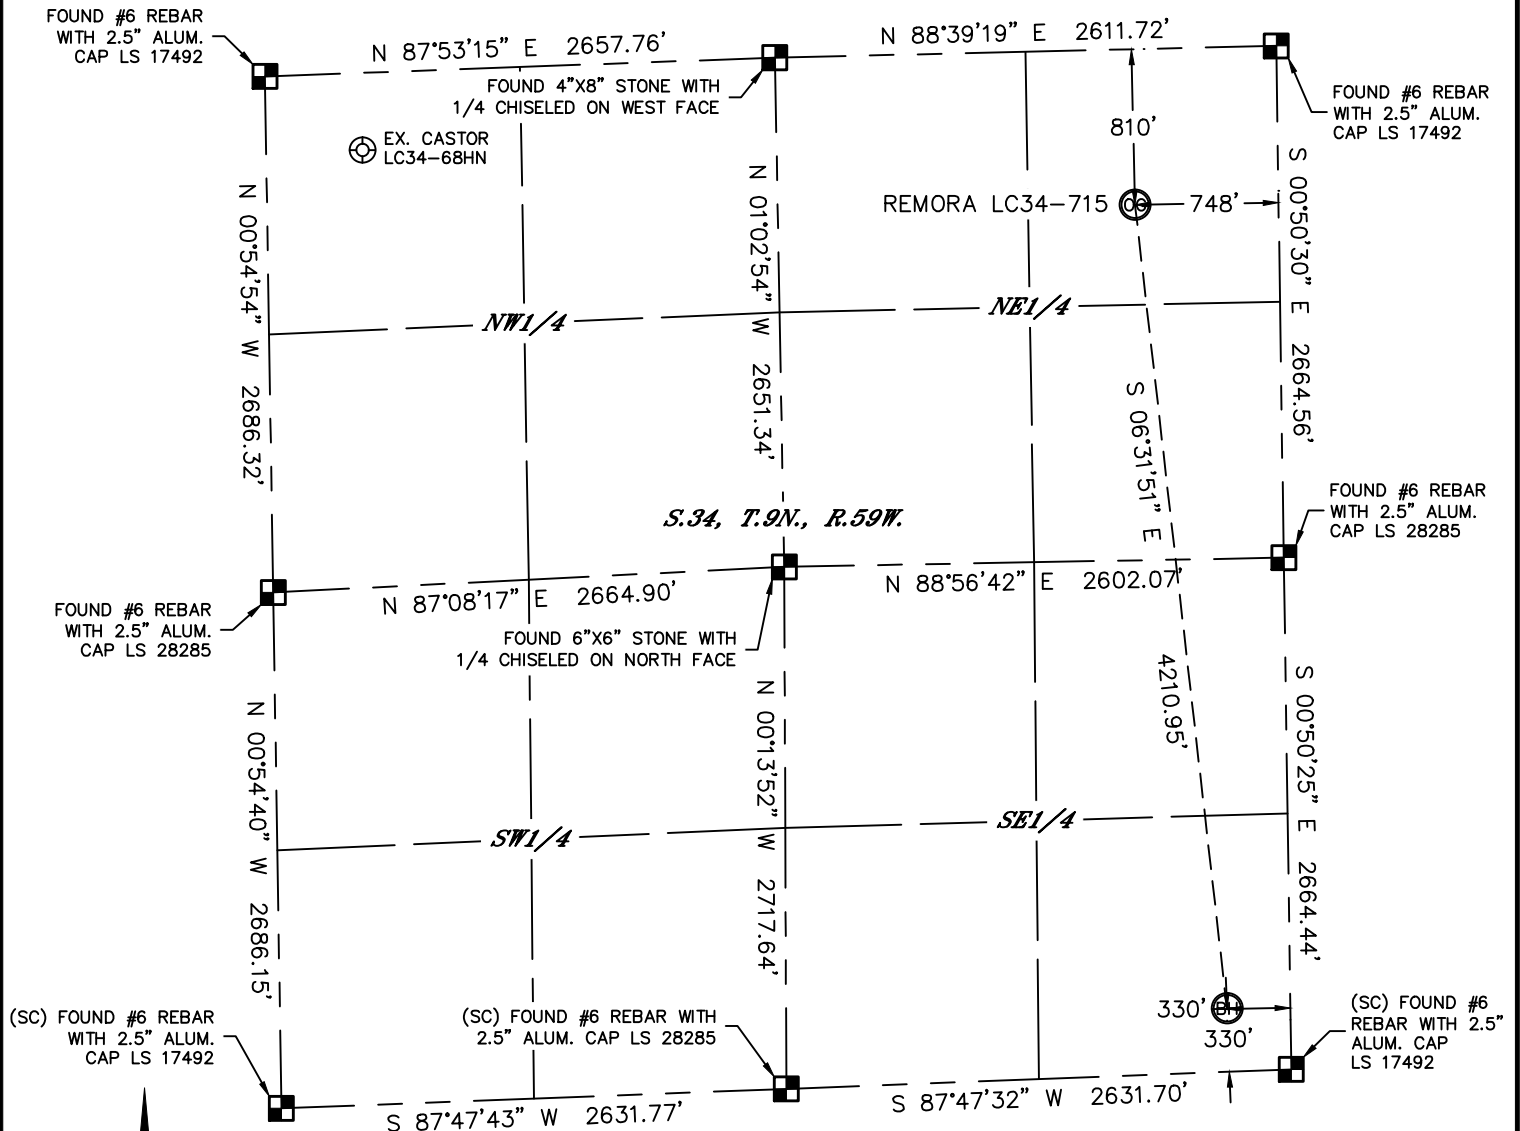 FOUND #6 REBAR
WITH 2.5" ALUM.
CAP LS 17492
N 87°53'15" E 2657.76'
N 88°39'19" E 2611.72'
FOUND 4"X8" STONE WITH
1/4 CHISELED ON WEST FACE
FOUND #6 REBAR
WITH 2.5" ALUM.
CAP LS 17492
EX. CASTOR
LC34-68HN
810'
REMORA LC34-715
748'
N 00°54'54" W 2686.32'
N 01°02'54" W 2651.34'
S 00°50'30" E 2664.56'
NW1/4
NE1/4
S 06°31'51" E
4210.95'
S.34, T.9N., R.59W.
FOUND #6 REBAR
WITH 2.5" ALUM.
CAP LS 28285
N 87°08'17" E 2664.90'
N 88°56'42" E 2602.07'
FOUND #6 REBAR
WITH 2.5" ALUM.
CAP LS 28285
FOUND 6"X6" STONE WITH
1/4 CHISELED ON NORTH FACE
N 00°54'40" W 2686.15'
N 00°13'52" W 2717.64'
S 00°50'25" E 2664.44'
SW1/4
SE1/4
(SC) FOUND #6 REBAR
WITH 2.5" ALUM.
CAP LS 17492
(SC) FOUND #6 REBAR WITH
2.5" ALUM. CAP LS 28285
330'
BH
330'
(SC) FOUND #6
REBAR WITH 2.5"
ALUM. CAP
LS 17492
S 87°47'43" W 2631.77'
S 87°47'32" W 2631.70'